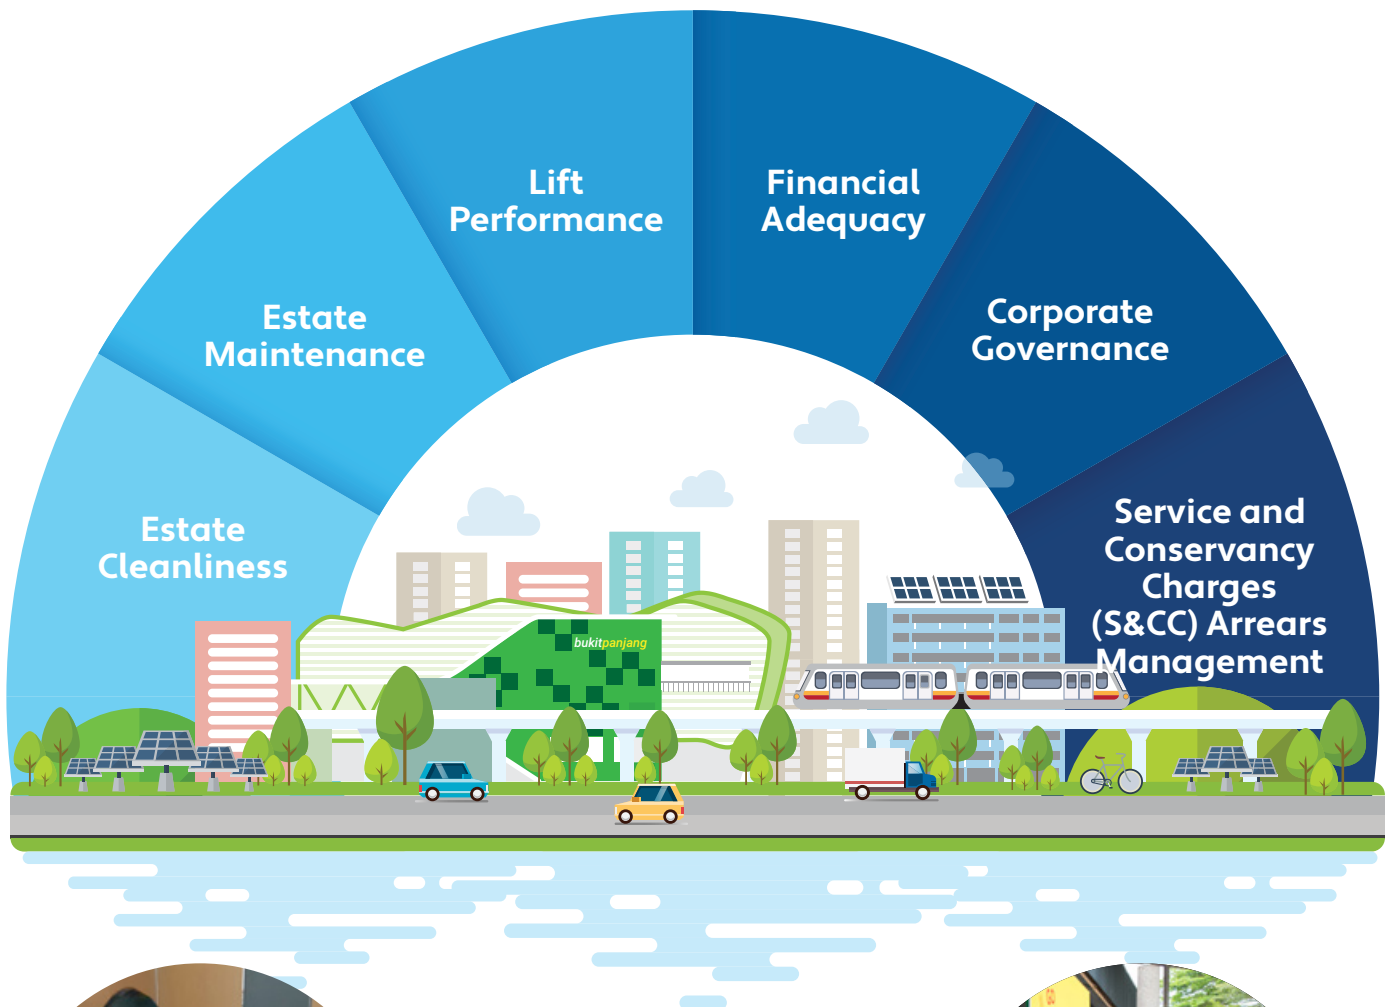 Lift
Performance
Financial
Adequacy
Estate
Maintenance
Corporate
Governance
Estate
Cleanliness
Service and
Conservancy
Charges
(S&CC) Arrears
Management
bukitpanjang